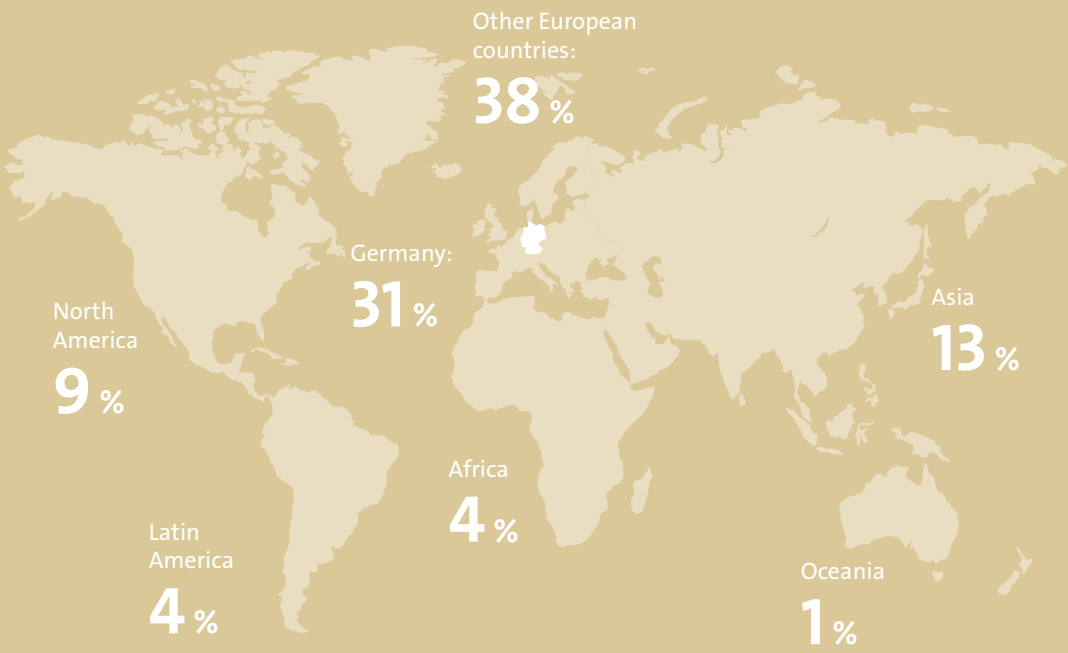 Other European
countries:
38 %
Germany:
31 %
North
America
9 %
Asia
13 %
Africa
4 %
Latin
America
4 %
Oceania
1 %